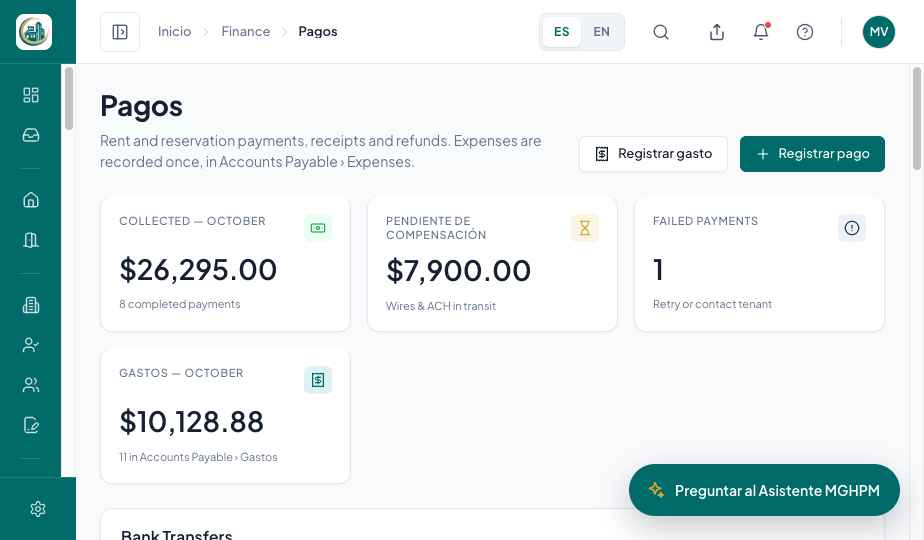 Inicio
Finance
Pagos
ES
EN
MV
Pagos
Rent and reservation payments, receipts and refunds. Expenses are
recorded once, in Accounts Payable › Expenses.
Registrar gasto
Registrar pago
COLLECTED — OCTOBER
$26,295.00
8 completed payments
PENDIENTE DE
COMPENSACIÓN
$7,900.00
Wires & ACH in transit
FAILED PAYMENTS
1
Retry or contact tenant
GASTOS — OCTOBER
$10,128.88
11 in Accounts Payable › Gastos
Preguntar al Asistente MGHPM
Bank Transfers